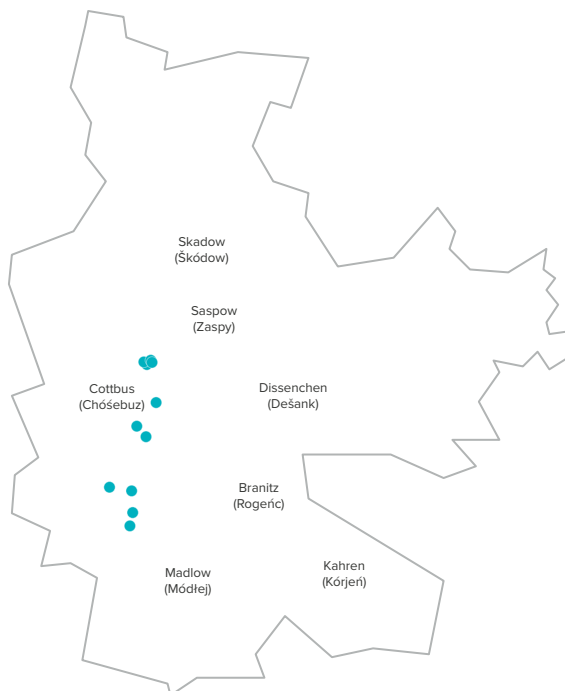 Skadow
(Škódow)
Saspow
(Zaspy)
Cottbus
(Chóśebuz)
Dissenchen
(Dešank)
Branitz
(Rogeńc)
Kahren
(Kórjeń)
Madlow
(Módłej)